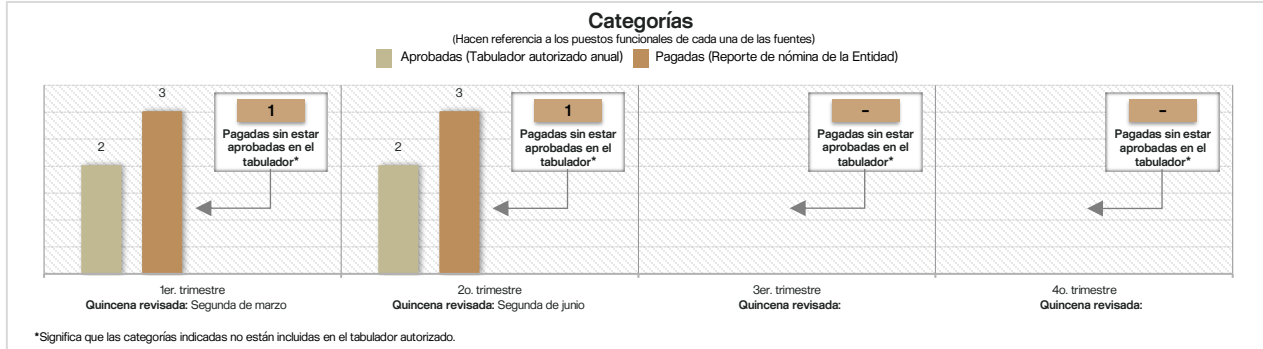 Categorías
(Hacen referencia a los puestos funcionales de cada una de las fuentes)
Aprobadas (Tabulador autorizado anual) Pagadas (Reporte de nómina de la Entidad)
2
3
1
Pagadas sin estar
aprobadas en el
tabulador*
2
3
1
Pagadas sin estar
aprobadas en el
tabulador*
-
Pagadas sin estar
aprobadas en el
tabulador*
-
Pagadas sin estar
aprobadas en el
tabulador*
1er. trimestre
Quincena revisada: Segunda de marzo
2o. trimestre
Quincena revisada: Segunda de junio
3er. trimestre
Quincena revisada:
4o. trimestre
Quincena revisada:
*Significa que las categorías indicadas no están incluidas en el tabulador autorizado.